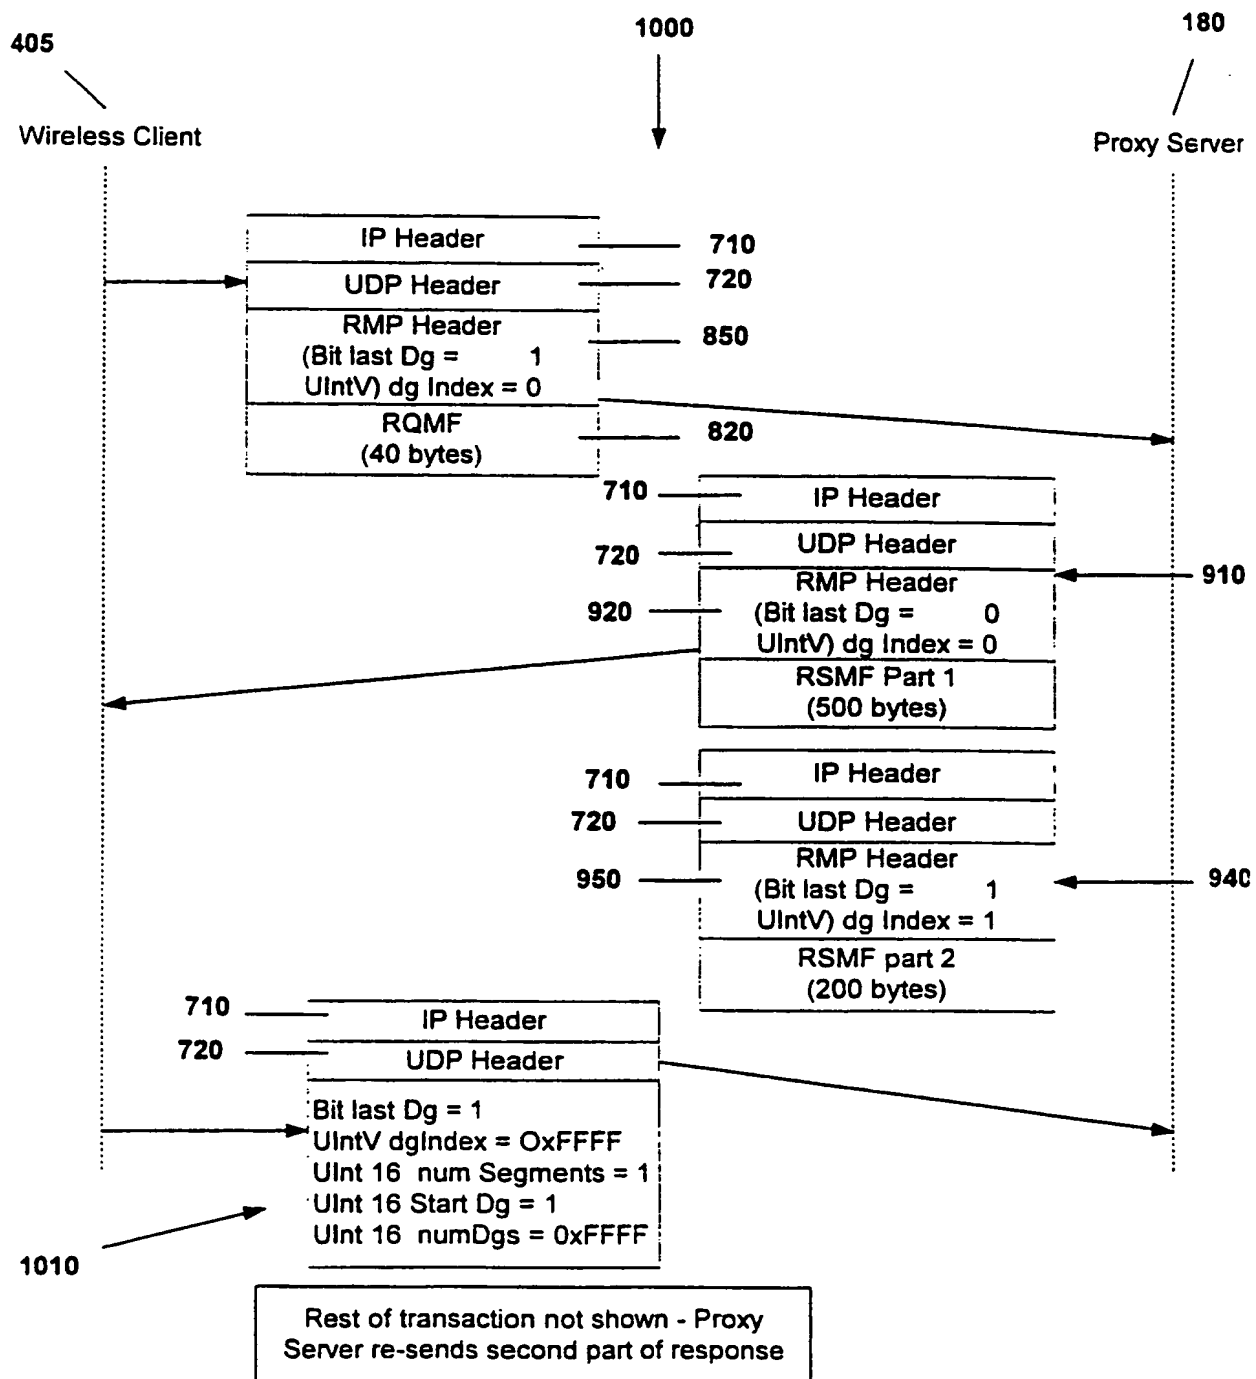 405
1000
180
Wireless Client
Proxy Server
IP Header
710
UDP Header
720
RMP Header
850
(Bit last Dg = 1
UIntV) dg Index = 0
RQMF
820
(40 bytes)
710
IP Header
720
UDP Header
910
RMP Header
920
(Bit last Dg = 0
UIntV) dg Index = 0
RSMF Part 1
(500 bytes)
710
IP Header
720
UDP Header
RMP Header
950
(Bit last Dg = 1
940
UIntV) dg Index = 1
RSMF part 2
(200 bytes)
710
IP Header
720
UDP Header
Bit last Dg = 1
UIntV dgIndex = OxFFFF
UInt 16 num Segments = 1
UInt 16 Start Dg = 1
UInt 16 numDgs = 0xFFFF
1010
Rest of transaction not shown - Proxy
Server re-sends second part of response